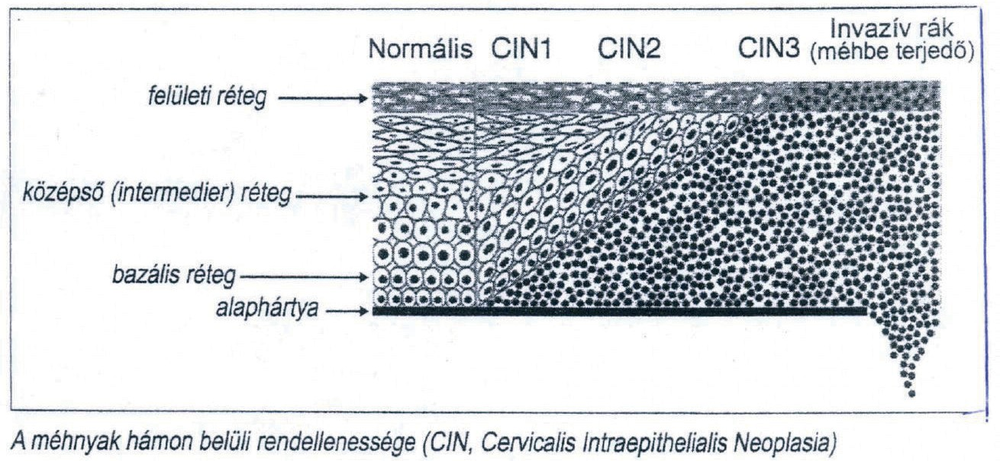 Normális CIN1 CIN2 CIN3 Invazív rák
(méhbe terjedő)
felületi réteg
középső (intermedier) réteg
bazális réteg
alaphártya
A méhnyak hámon belüli rendellenessége (CIN, Cervicalis Intraepithelialis Neoplasia)